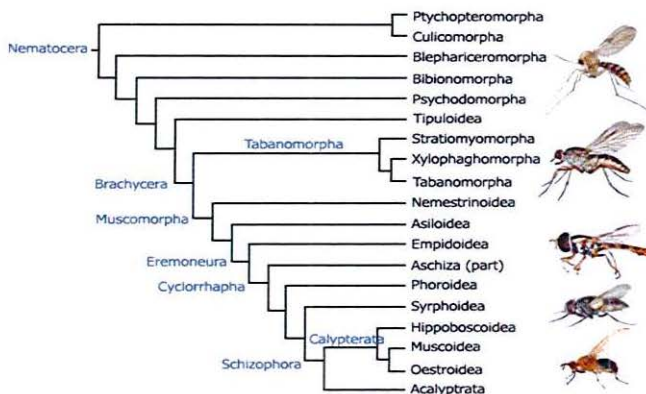 Ptychopteromorpha
Nematocera
Culicomorpha
Blephariceromorpha
Bibionomorpha
Psychodomorpha
Tipuloidea
Tabanomorpha
Stratiomyomorpha
Xylophaghomorpha
Tabanomorpha
Brachycera
Nemestrinoidea
Muscomorpha
Asiloidea
Empidoidea
Eremoneura
Aschiza (part)
Cyclorrhapha
Phoroidea
Syrphoidea
Hippoboscoidea
Calypterata
Muscoidea
Schizophora
Oestroidea
Acalyptrata